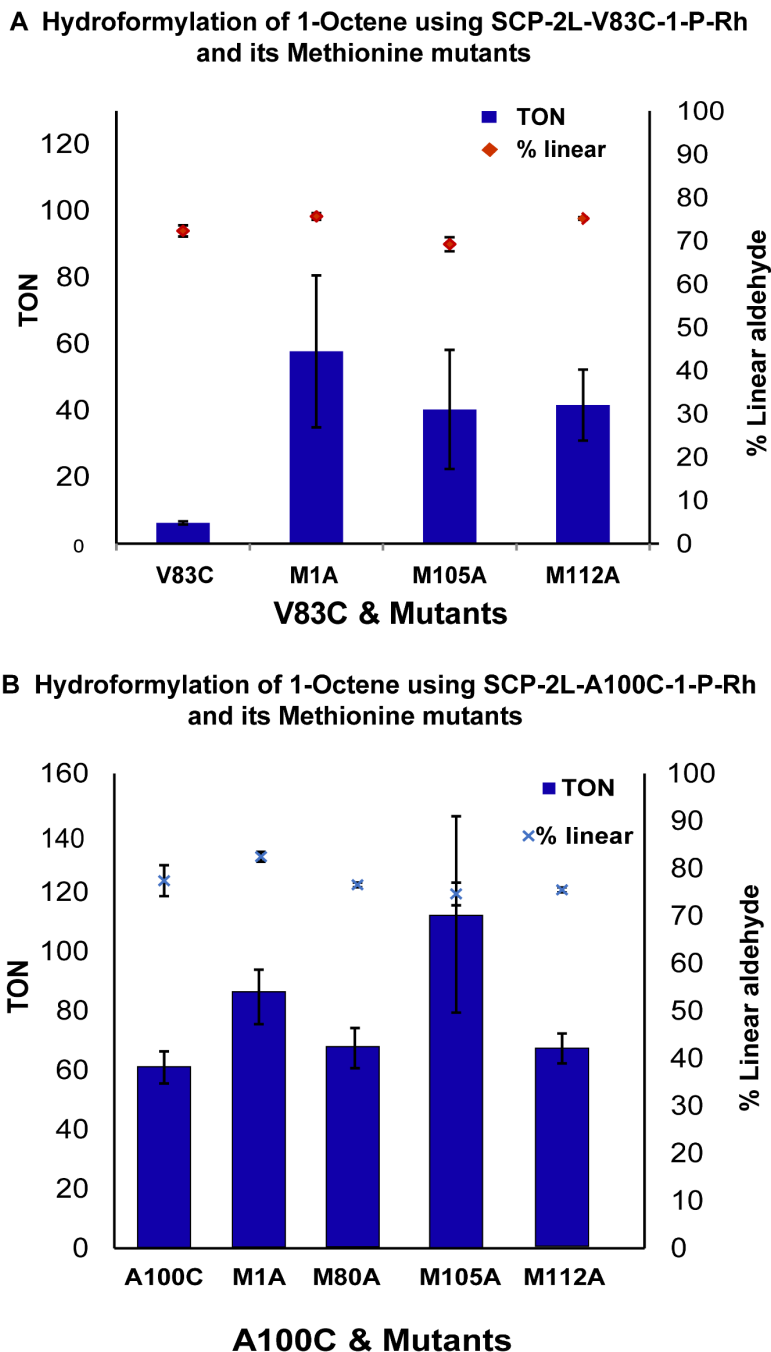 A Hydroformylation of 1-Octene using SCP-2L-V83C-1-P-Rh
and its Methionine mutants
TON
% linear
120
100
80
60
40
20
0
TON
100
90
80
70
60
50
40
30
20
10
0
% Linear aldehyde
V83C M1A M105A M112A
V83C & Mutants
B Hydroformylation of 1-Octene using SCP-2L-A100C-1-P-Rh
and its Methionine mutants
TON
% linear
160
140
120
100
80
60
40
20
0
TON
100
90
80
70
60
50
40
30
20
10
0
% Linear aldehyde
A100C M1A M80A M105A M112A
A100C & Mutants